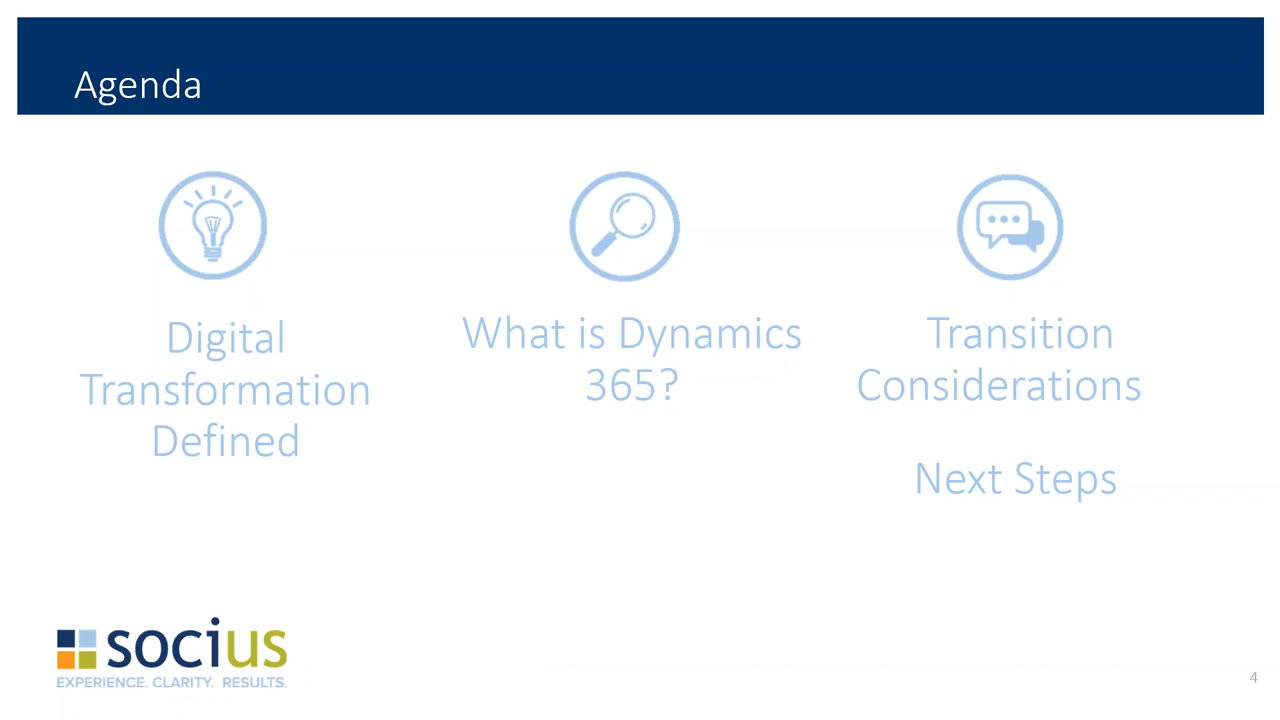 Agenda
Digital
Transformation
Defined
What is Dynamics
365?
Transition
Considerations
Next Steps
socius
EXPERIENCE. CLARITY. RESULTS.
4